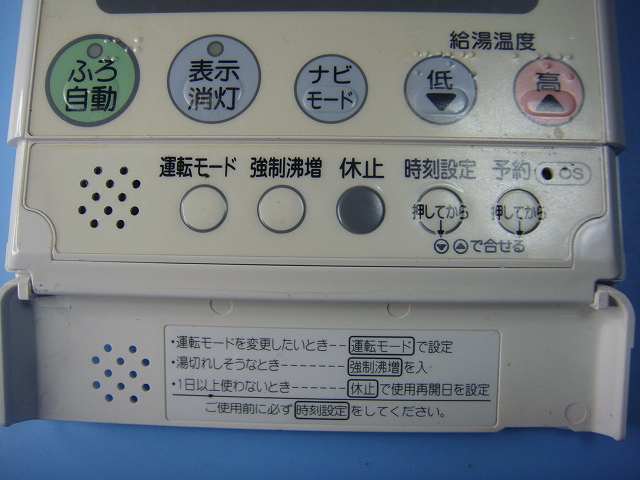 給湯温度
ふろ
自動
表示
消灯
ナビ
モード
低
高
運転モード 強制沸増 休止 時刻設定 予約 OS
押してから 押してから
で合せる
・運転モードを変更したいとき--運転モードで設定
・湯切れしそうなとき-------強制沸増を入
・1日以上使わないとき------休止で使用再開日を設定
ご使用前に必ず時刻設定をしてください。